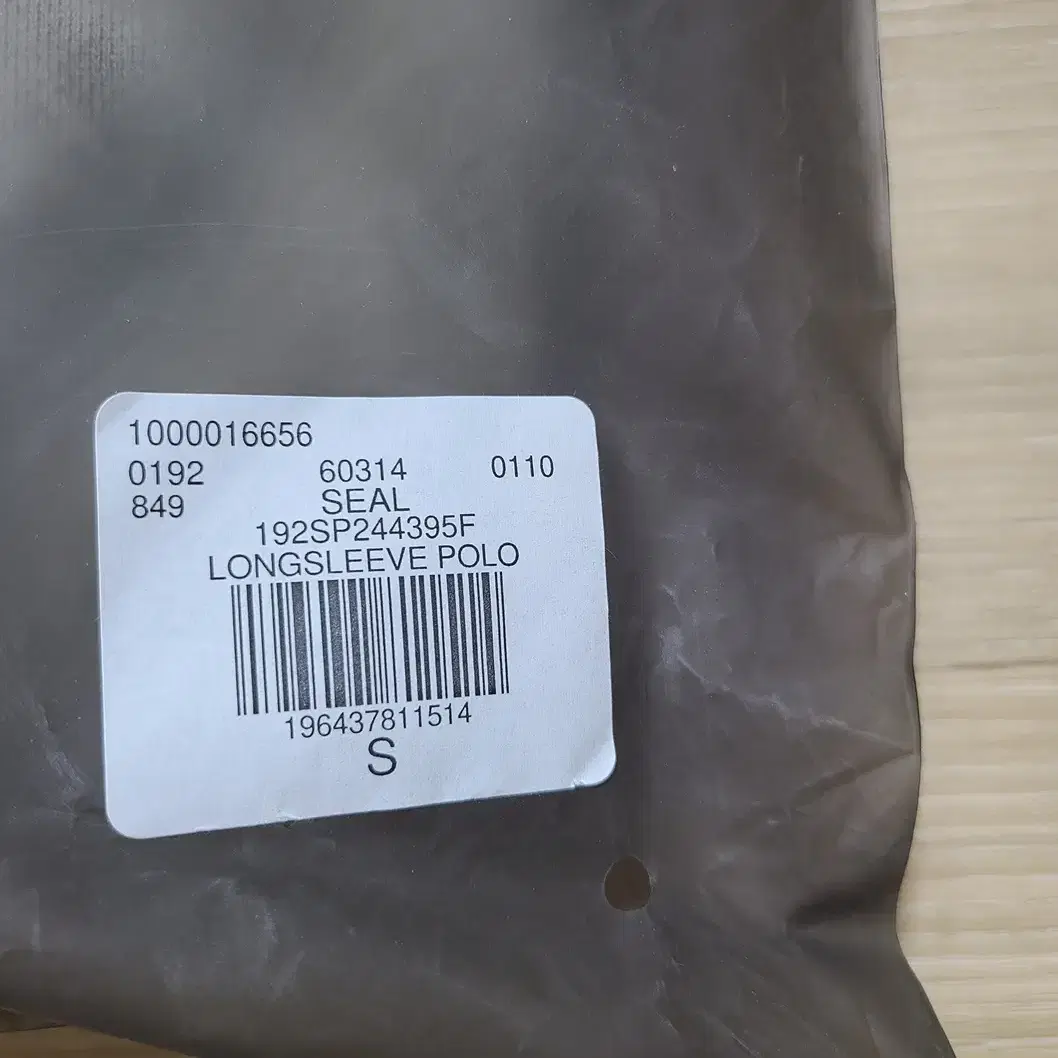 1000016656
0192 60314 0110
849 SEAL
192SP244395F
LONGSLEEVE POLO
196437811514
S